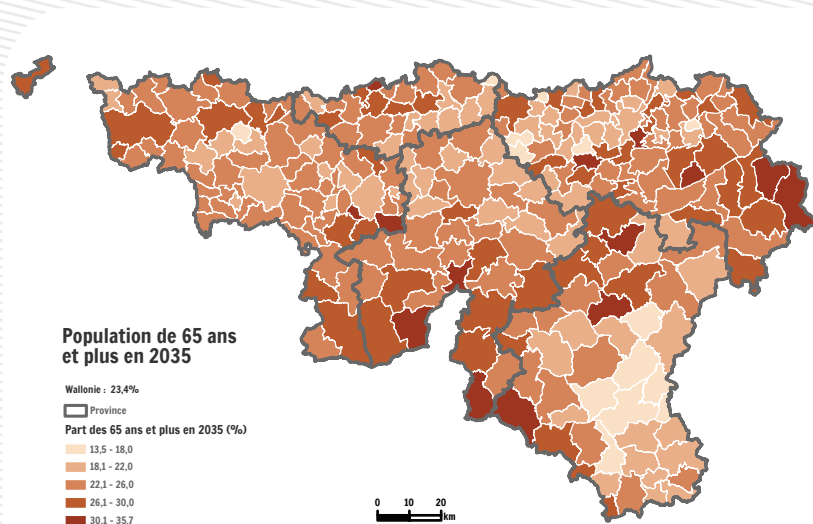 Population de 65 ans
et plus en 2035
Wallonie : 23,4%
Province
Part des 65 ans et plus en 2035 (%)
13,5 - 18,0
18,1 - 22,0
22,1 - 26,0
26,1 - 30,0
30,1 - 35,7
0 10 20
km